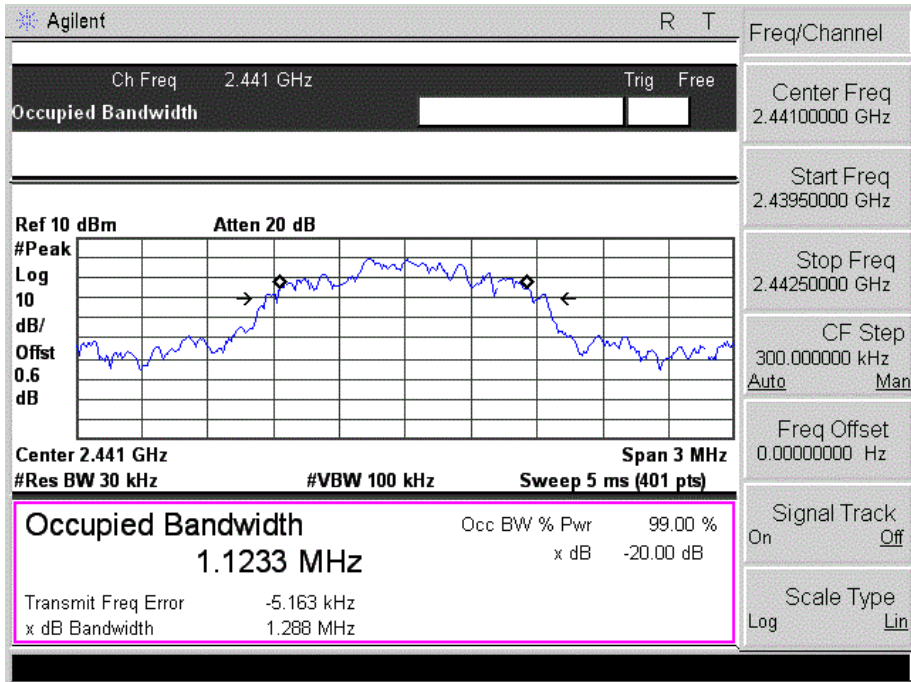 Agilent R T
Ch Freq 2.441 GHz Trig Free
Occupied Bandwidth
Ref 10 dBm Atten 20 dB
#Peak
Log
10
dB/
Offst
0.6
dB
Center 2.441 GHz Span 3 MHz
#Res BW 30 kHz #VBW 100 kHz Sweep 5 ms (401 pts)
Occupied Bandwidth
1.1233 MHz
Occ BW % Pwr 99.00 %
x dB -20.00 dB
Transmit Freq Error -5.163 kHz
x dB Bandwidth 1.288 MHz
Freq/Channel
Center Freq
2.44100000 GHz
Start Freq
2.43950000 GHz
Stop Freq
2.44250000 GHz
CF Step
300.000000 kHz
Auto Man
Freq Offset
0.00000000 Hz
Signal Track
On Off
Scale Type
Log Lin